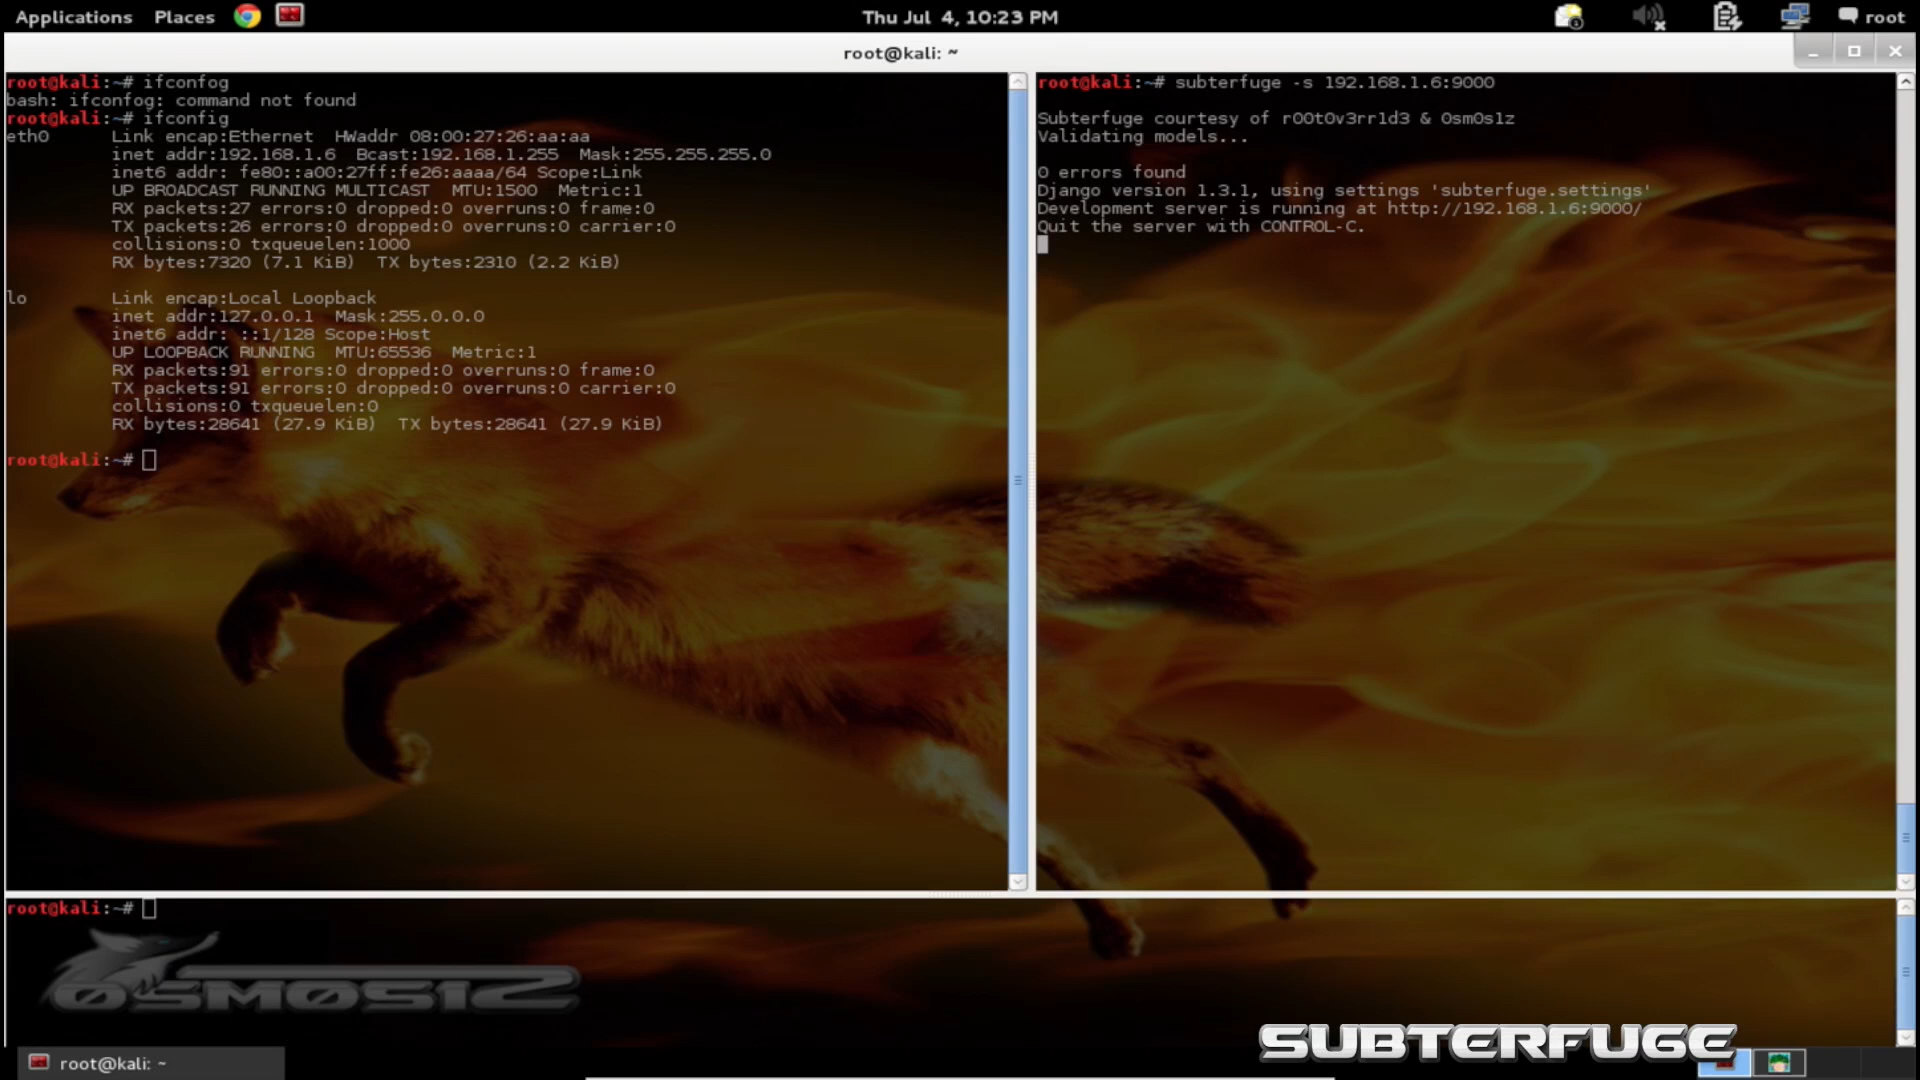 Applications Places Thu Jul 4, 10:23 PM root
root@kali: ~
root@kali:~# ifconfog
bash: ifconfog: command not found
root@kali:~# ifconfig
eth0 Link encap:Ethernet HWaddr 08:00:27:26:aa:aa
inet addr:192.168.1.6 Bcast:192.168.1.255 Mask:255.255.255.0
inet6 addr: fe80::a00:27ff:fe26:aaaa/64 Scope:Link
UP BROADCAST RUNNING MULTICAST MTU:1500 Metric:1
RX packets:27 errors:0 dropped:0 overruns:0 frame:0
TX packets:26 errors:0 dropped:0 overruns:0 carrier:0
collisions:0 txqueuelen:1000
RX bytes:7320 (7.1 KiB) TX bytes:2310 (2.2 KiB)
lo Link encap:Local Loopback
inet addr:127.0.0.1 Mask:255.0.0.0
inet6 addr: ::1/128 Scope:Host
UP LOOPBACK RUNNING MTU:65536 Metric:1
RX packets:91 errors:0 dropped:0 overruns:0 frame:0
TX packets:91 errors:0 dropped:0 overruns:0 carrier:0
collisions:0 txqueuelen:0
RX bytes:28641 (27.9 KiB) TX bytes:28641 (27.9 KiB)
root@kali:~#
root@kali:~# subterfuge -s 192.168.1.6:9000
Subterfuge courtesy of r00t0v3rr1d3 & 0sm0s1z
Validating models...
0 errors found
Django version 1.3.1, using settings 'subterfuge.settings'
Development server is running at http://192.168.1.6:9000/
Quit the server with CONTROL-C.
root@kali:~#
0SM0S1Z
SUBTERFUGE
root@kali: ~